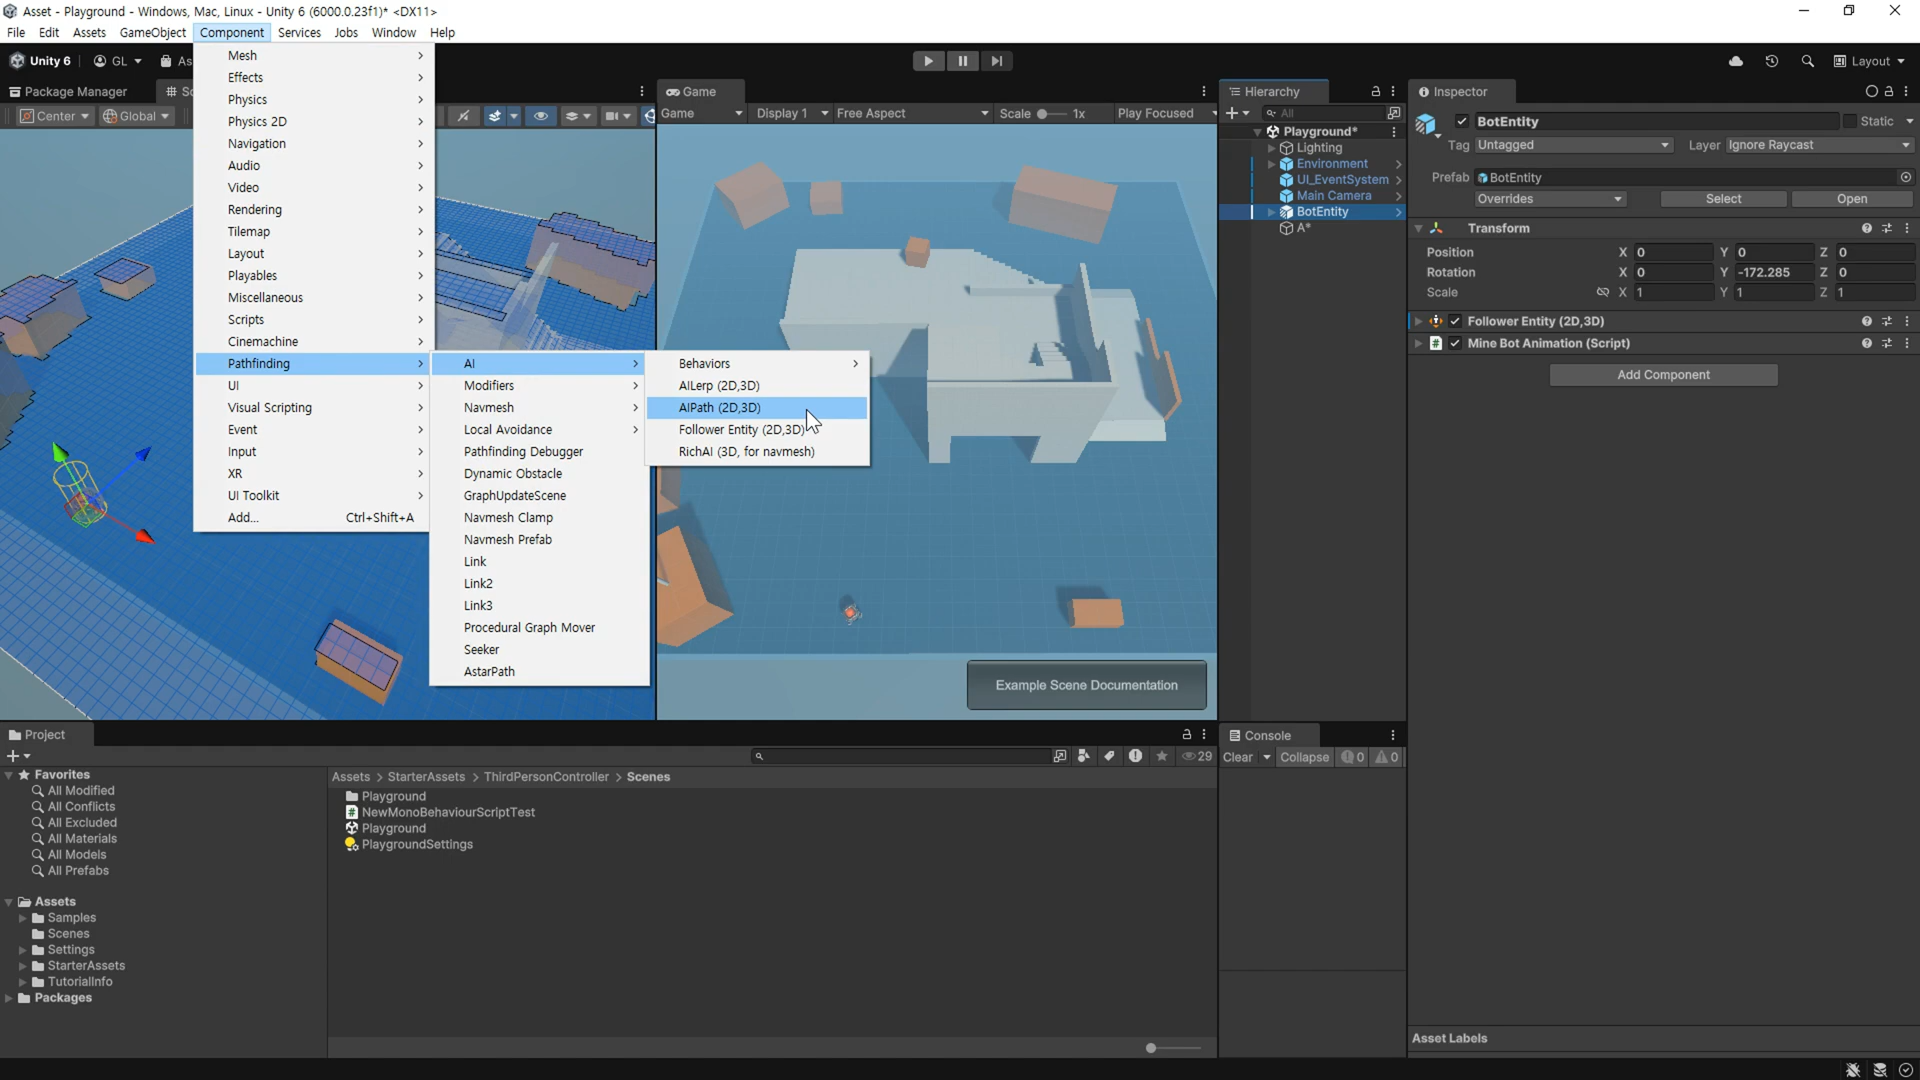 Asset - Playground - Windows, Mac, Linux - Unity 6 (6000.0.23f1)* <DX11>
File Edit Assets GameObject Component Services Jobs Window Help
Unity 6 GL As Layout
Package Manager Sc
Center Global
Mesh
Effects
Physics
Physics 2D
Navigation
Audio
Video
Rendering
Tilemap
Layout
Playables
Miscellaneous
Scripts
Cinemachine
Pathfinding
UI
Visual Scripting
Event
Input
XR
UI Toolkit
Add... Ctrl+Shift+A
AI
Modifiers
Navmesh
Local Avoidance
Pathfinding Debugger
Dynamic Obstacle
GraphUpdateScene
Navmesh Clamp
Navmesh Prefab
Link
Link2
Link3
Procedural Graph Mover
Seeker
AstarPath
Behaviors
AILerp (2D,3D)
AIPath (2D,3D)
Follower Entity (2D,3D)
RichAI (3D, for navmesh)
Game
Game Display 1 Free Aspect Scale 1x Play Focused
Example Scene Documentation
Hierarchy
All
Playground*
Lighting
Environment
UI_EventSystem
Main Camera
BotEntity
A*
Inspector
BotEntity Static
Tag Untagged Layer Ignore Raycast
Prefab BotEntity
Overrides Select Open
Transform
Position X 0 Y 0 Z 0
Rotation X 0 Y -172.285 Z 0
Scale X 1 Y 1 Z 1
Follower Entity (2D,3D)
# Mine Bot Animation (Script)
Add Component
Asset Labels
Project
29
Favorites
All Modified
All Conflicts
All Excluded
All Materials
All Models
All Prefabs
Assets
Samples
Scenes
Settings
StarterAssets
TutorialInfo
Packages
Assets > StarterAssets > ThirdPersonController > Scenes
Playground
# NewMonoBehaviourScriptTest
Playground
PlaygroundSettings
Console
Clear Collapse 0 0